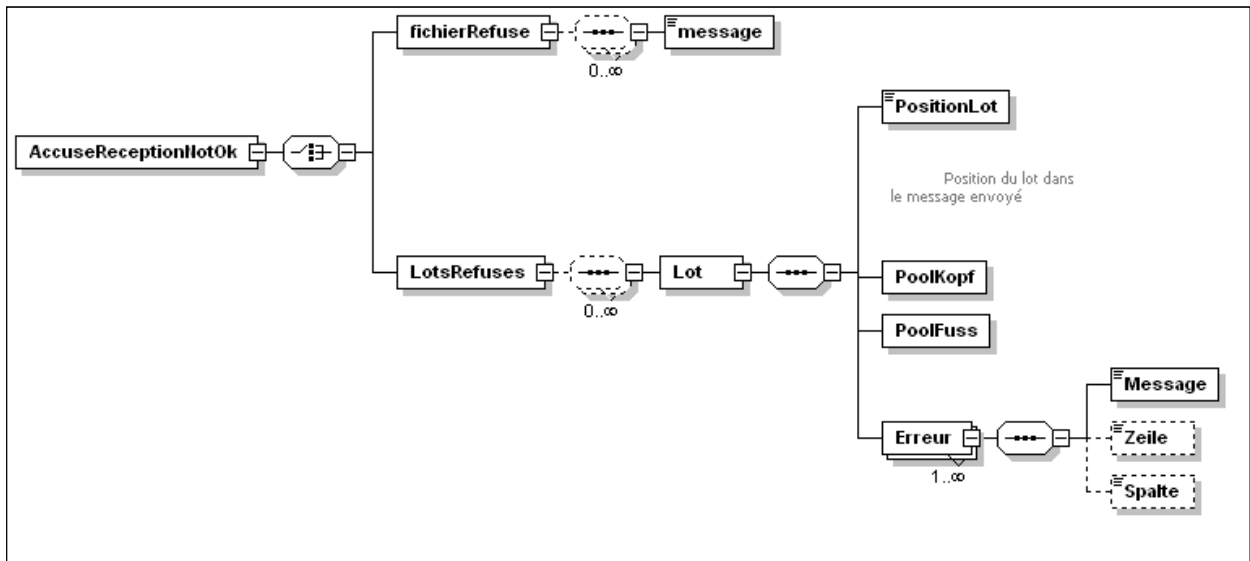 fichierRefuse
message
0..∞
PositionLot
AccuseReceptionNotOk
Position du lot dans
le message envoyé
LotsRefuses
Lot
0..∞
PoolKopf
PoolFuss
Message
Erreur
Zeile
1..∞
Spalte